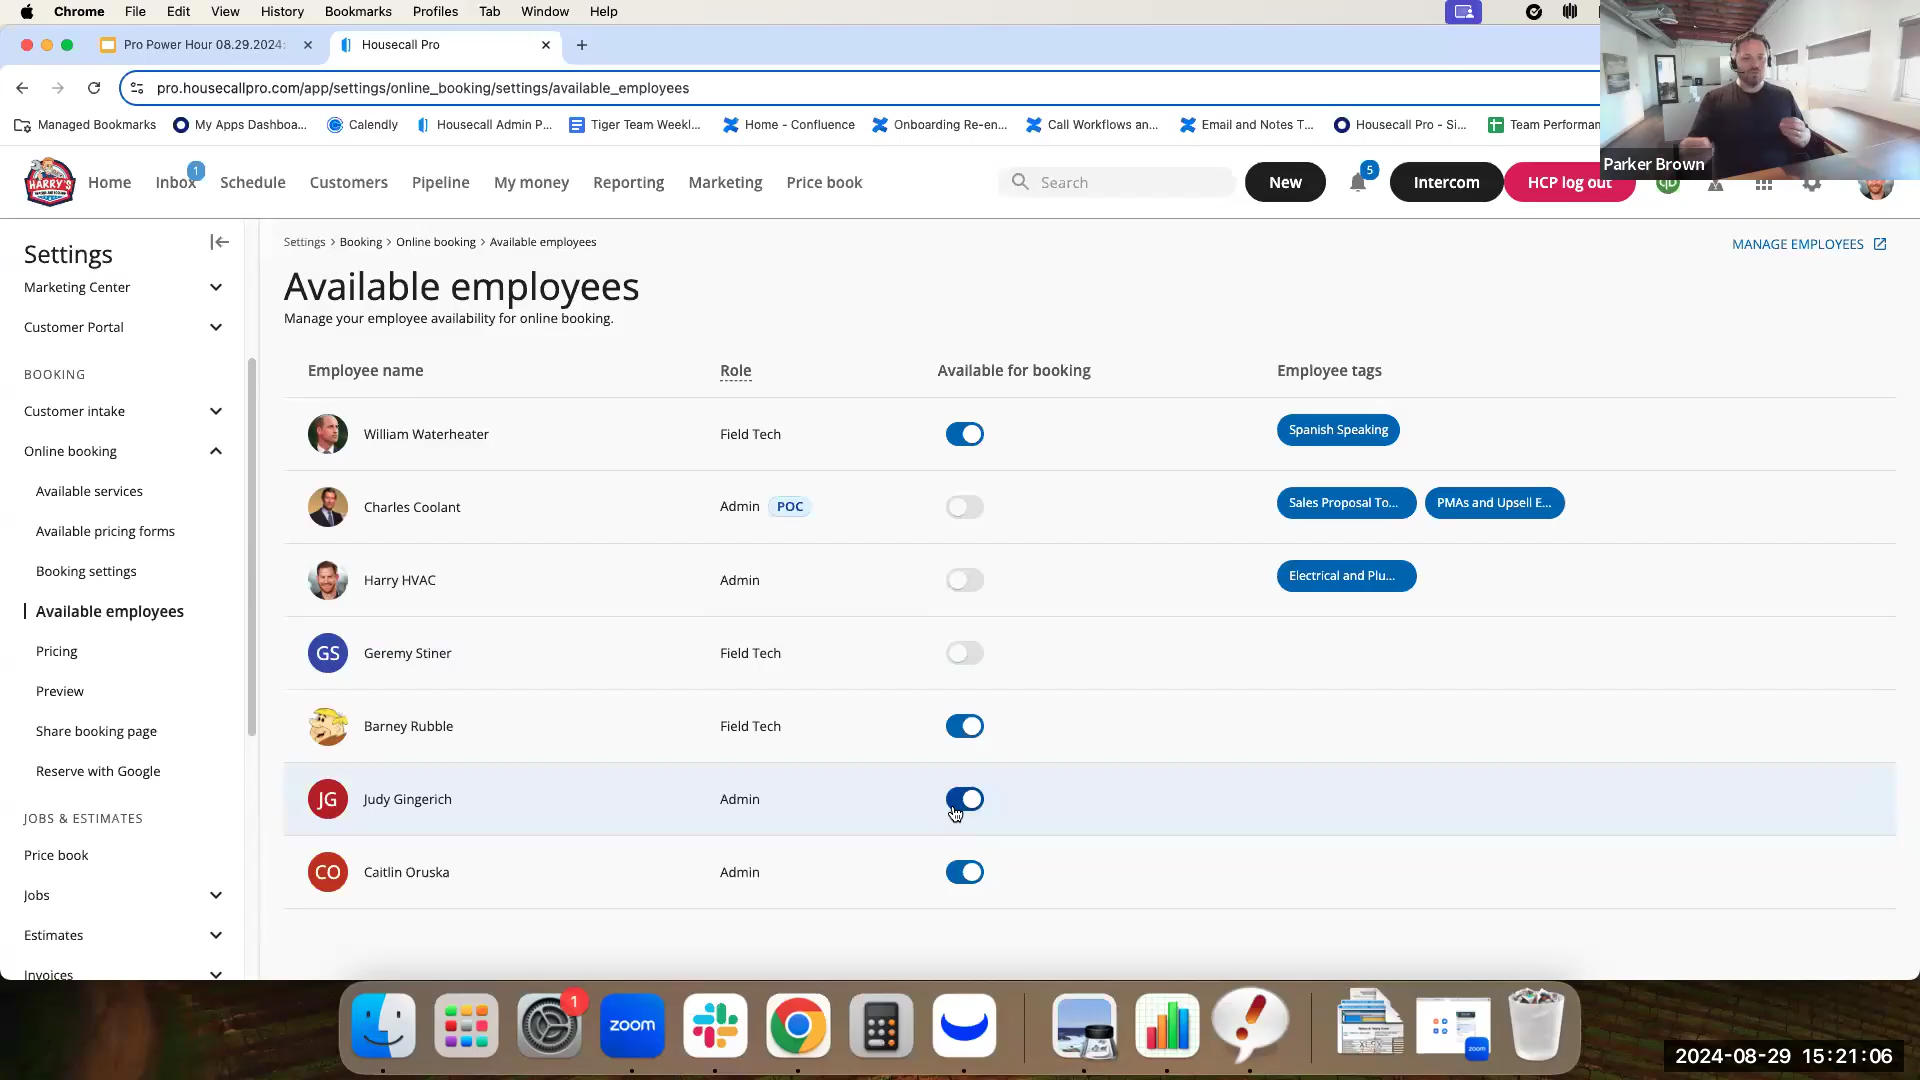 Chrome File Edit View History Bookmarks Profiles Tab Window Help
Pro Power Hour 08.29.2024:
Housecall Pro
pro.housecallpro.com/app/settings/online_booking/settings/available_employees
Managed Bookmarks My Apps Dashboa... Calendly Housecall Admin P... Tiger Team Weekl... Home - Confluence Onboarding Re-en... Call Workflows an... Email and Notes T... Housecall Pro - Si... Team Performan
Parker Brown
HARRY'S
Home Inbox 1 Schedule Customers Pipeline My money Reporting Marketing Price book Search New 5 Intercom HCP log out
Settings
Marketing Center
Customer Portal
BOOKING
Customer intake
Online booking
Available services
Available pricing forms
Booking settings
Available employees
Pricing
Preview
Share booking page
Reserve with Google
JOBS & ESTIMATES
Price book
Jobs
Estimates
Invoices
Settings > Booking > Online booking > Available employees
MANAGE EMPLOYEES
Available employees
Manage your employee availability for online booking.
Employee name Role Available for booking Employee tags
William Waterheater Field Tech Spanish Speaking
Charles Coolant Admin POC Sales Proposal To... PMAs and Upsell E...
Harry HVAC Admin Electrical and Plu...
GS Geremy Stiner Field Tech
Barney Rubble Field Tech
JG Judy Gingerich Admin
CO Caitlin Oruska Admin
1
zoom
zoom
2024-08-29 15:21:06